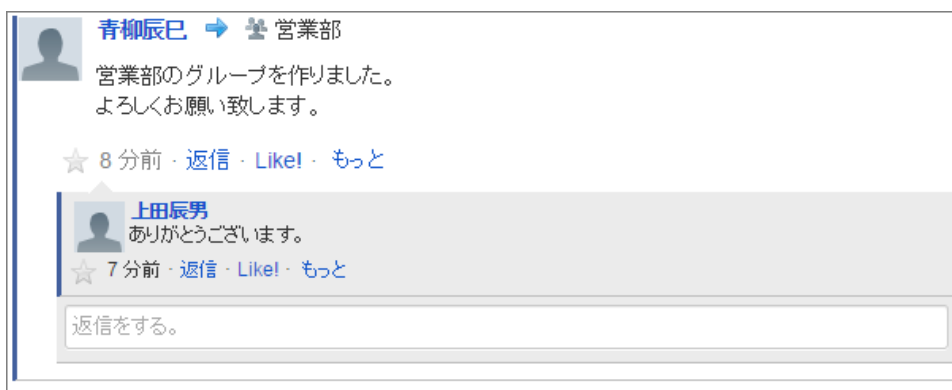 青柳辰巳 営業部
営業部のグループを作りました。
よろしくお願い致します。
8 分前 · 返信 · Like! · もっと
上田辰男
ありがとうございます。
7 分前 · 返信 · Like! · もっと
返信をする。